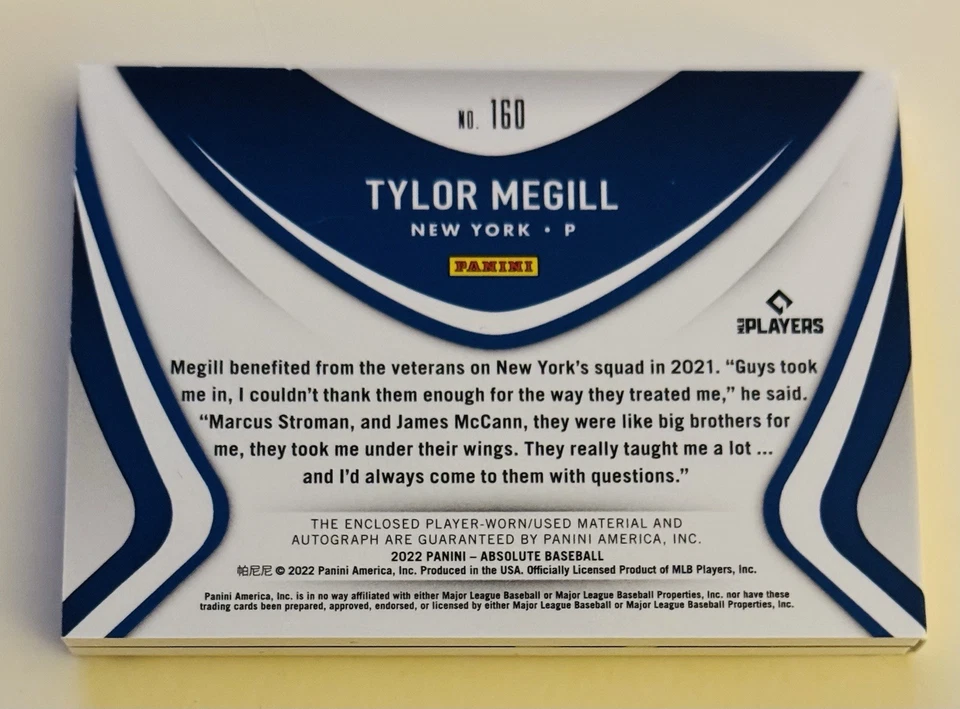 NO. 160
TYLOR MEGILL
NEW YORK • P
PANINI
MLB PLAYERS
Megill benefited from the veterans on New York's squad in 2021. “Guys took
me in, I couldn't thank them enough for the way they treated me,” he said.
“Marcus Stroman, and James McCann, they were like big brothers for
me, they took me under their wings. They really taught me a lot ...
and I'd always come to them with questions.”
THE ENCLOSED PLAYER-WORN/USED MATERIAL AND
AUTOGRAPH ARE GUARANTEED BY PANINI AMERICA, INC.
2022 PANINI – ABSOLUTE BASEBALL
帕尼尼 © 2022 Panini America, Inc. Produced in the USA. Officially Licensed Product of MLB Players, Inc.
Panini America, Inc. is in no way affiliated with either Major League Baseball or Major League Baseball Properties, Inc. nor have these
trading cards been prepared, approved, endorsed, or licensed by either Major League Baseball or Major League Baseball Properties, Inc.